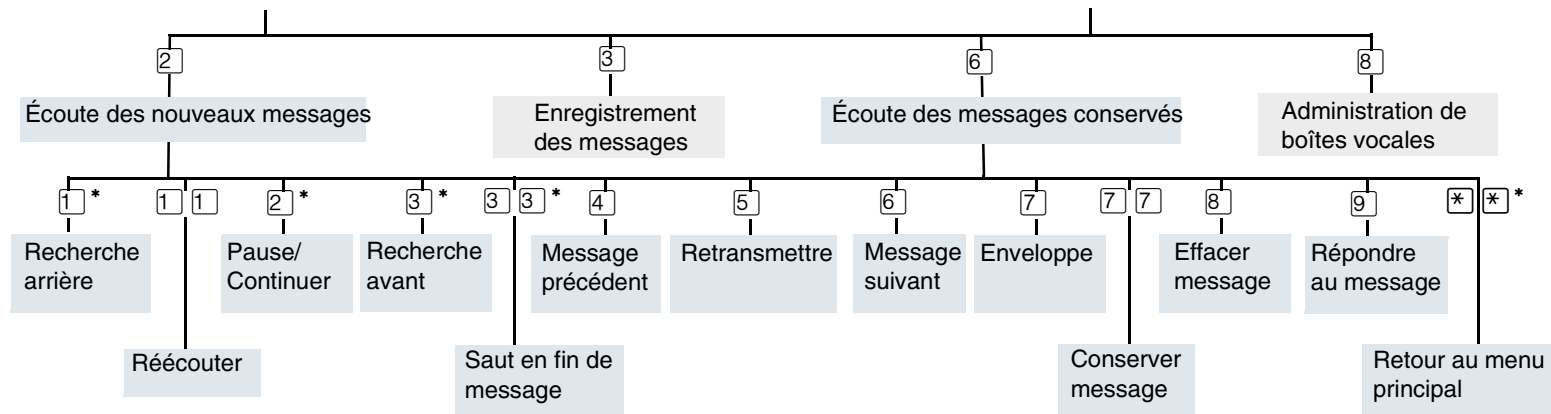 2 3 6 8
Écoute des nouveaux messages
Enregistrement
des messages
Écoute des messages conservés
Administration de
boîtes vocales
1 * 1 1 2 * 3 * 3 3 * 4 5 6 7 7 7 8 9 * * *
Recherche
arrière
Pause/
Continuer
Recherche
avant
Message
précédent
Retransmettre
Message
suivant
Enveloppe
Effacer
message
Répondre
au message
Réécouter
Saut en fin de
message
Conserver
message
Retour au menu
principal